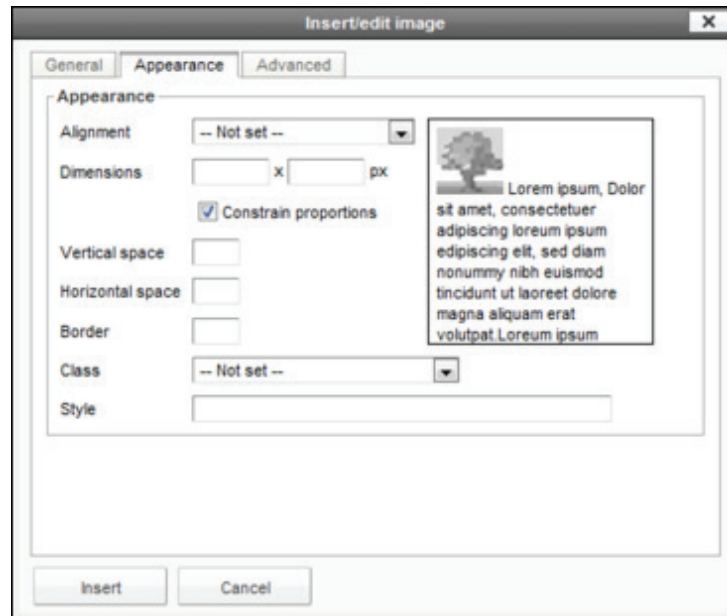 Insert/edit image
General Appearance Advanced
Appearance
Alignment -- Not set --
Dimensions x px
Constrain proportions
Vertical space
Horizontal space
Border
Class -- Not set --
Style
Lorem ipsum, Dolor
sit amet, consectetuer
adipiscing loreum ipsum
edipiscing elit, sed diam
nonummy nibh euismod
tincidunt ut laoreet dolore
magna aliquam erat
volutpat.Loreum ipsum
Insert Cancel